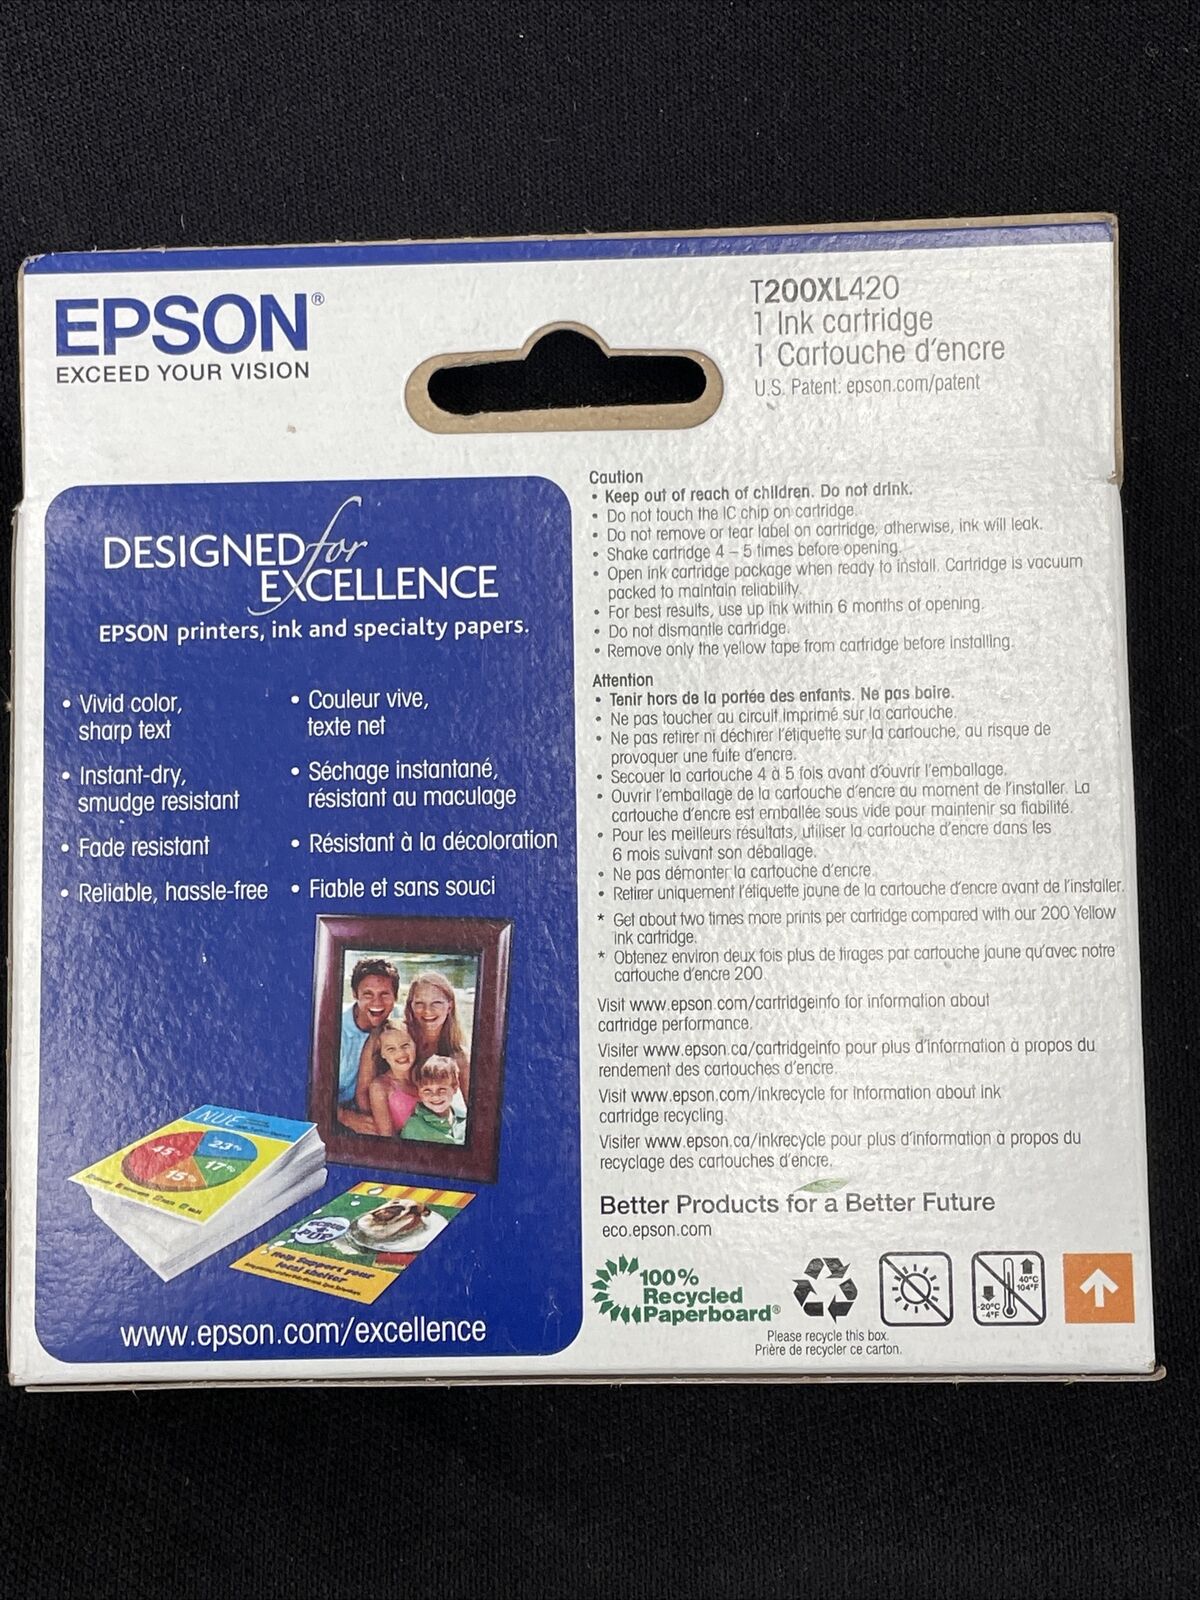 EPSON®
EXCEED YOUR VISION
T200XL420
1 Ink cartridge
1 Cartouche d'encre
U.S. Patent: epson.com/patent
DESIGNED for
EXCELLENCE
EPSON printers, ink and specialty papers.
• Vivid color,
sharp text
• Instant-dry,
smudge resistant
• Fade resistant
• Reliable, hassle-free
• Couleur vive,
texte net
• Séchage instantané,
résistant au maculage
• Résistant à la décoloration
• Fiable et sans souci
NUE
45%
23%
17%
15%
SCRUB
A
PUP
Help support your
local shelter
www.epson.com/excellence
Caution
• Keep out of reach of children. Do not drink.
• Do not touch the IC chip on cartridge.
• Do not remove or tear label on cartridge; otherwise, ink will leak.
• Shake cartridge 4 – 5 times before opening.
• Open ink cartridge package when ready to install. Cartridge is vacuum
packed to maintain reliability.
• For best results, use up ink within 6 months of opening.
• Do not dismantle cartridge.
• Remove only the yellow tape from cartridge before installing.
Attention
• Tenir hors de la portée des enfants. Ne pas boire.
• Ne pas toucher au circuit imprimé sur la cartouche.
• Ne pas retirer ni déchirer l'étiquette sur la cartouche, au risque de
provoquer une fuite d'encre.
• Secouer la cartouche 4 à 5 fois avant d'ouvrir l'emballage.
• Ouvrir l'emballage de la cartouche d'encre au moment de l'installer. La
cartouche d'encre est emballée sous vide pour maintenir sa fiabilité.
• Pour les meilleurs résultats, utiliser la cartouche d'encre dans les
6 mois suivant son déballage.
• Ne pas démonter la cartouche d'encre.
• Retirer uniquement l'étiquette jaune de la cartouche d'encre avant de l'installer.
* Get about two times more prints per cartridge compared with our 200 Yellow
ink cartridge.
* Obtenez environ deux fois plus de tirages par cartouche jaune qu'avec notre
cartouche d'encre 200.
Visit www.epson.com/cartridgeinfo for information about
cartridge performance.
Visiter www.epson.ca/cartridgeinfo pour plus d'information à propos du
rendement des cartouches d'encre.
Visit www.epson.com/inkrecycle for information about ink
cartridge recycling.
Visiter www.epson.ca/inkrecycle pour plus d'information à propos du
recyclage des cartouches d'encre.
Better Products for a Better Future
eco.epson.com
100%
Recycled
Paperboard®
40°C
104°F
-20°C
-4°F
Please recycle this box.
Prière de recycler ce carton.